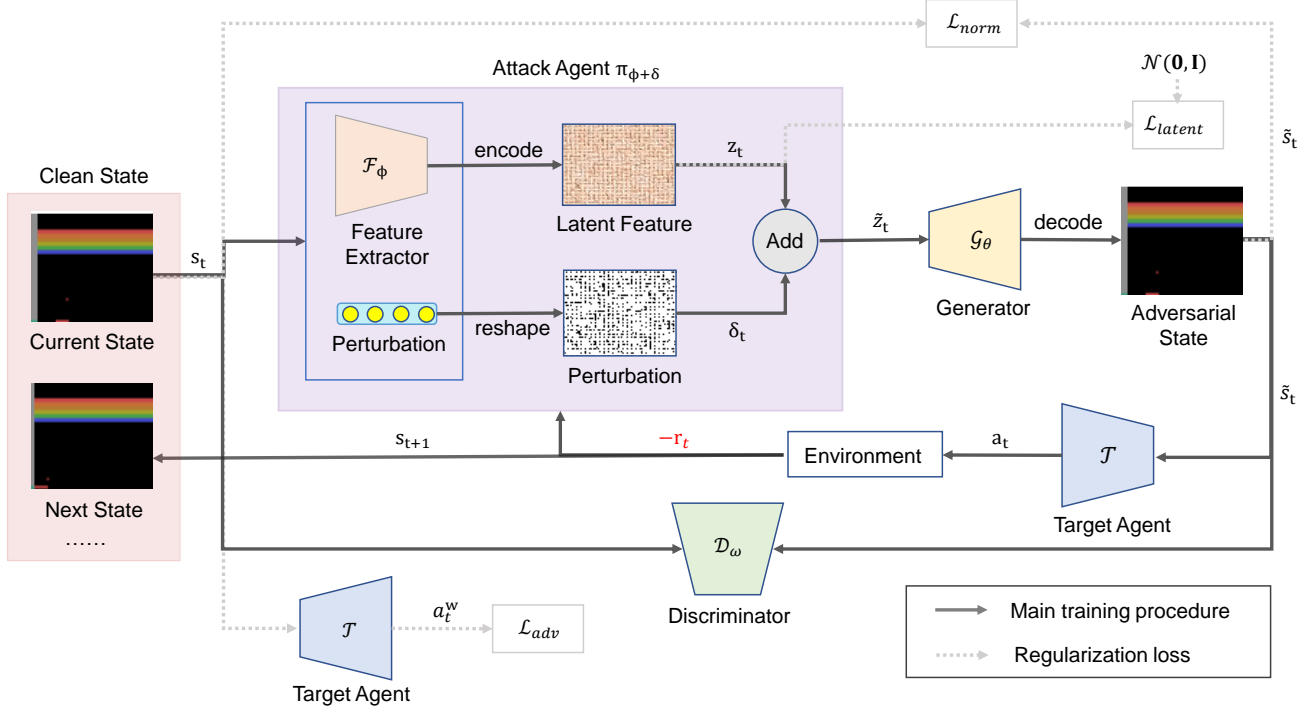 ℒ_norm
Attack Agent π_ϕ+δ
𝒩(𝟎, 𝐈)
ℒ_latent
s̃_t
Clean State
ℱ_ϕ
encode
z_t
Latent Feature
Feature
Extractor
s_t
Add
z̃_t
𝒢_θ
decode
Generator
Adversarial
State
Current State
Perturbation
reshape
δ_t
Perturbation
s̃_t
s_t+1
−r_t
Environment
a_t
𝒯
Target Agent
Next State
……
𝒟_ω
Discriminator
𝒯
a_t^w
ℒ_adv
Target Agent
Main training procedure
Regularization loss